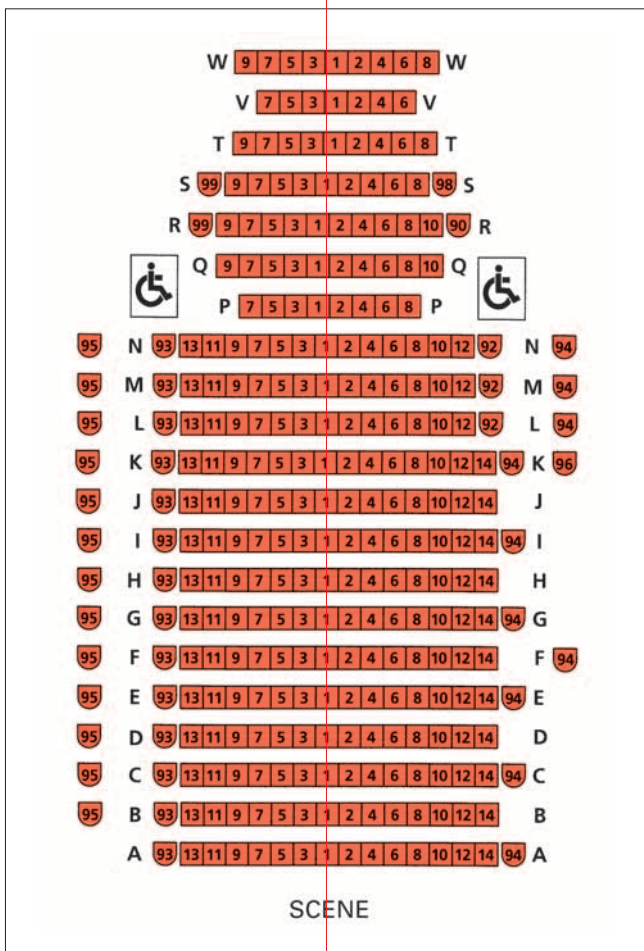 W 9 7 5 3 1 2 4 6 8 W
V 7 5 3 1 2 4 6 V
T 9 7 5 3 1 2 4 6 8 T
S 99 9 7 5 3 1 2 4 6 8 98 S
R 99 9 7 5 3 1 2 4 6 8 10 90 R
Q 9 7 5 3 1 2 4 6 8 10 Q
P 7 5 3 1 2 4 6 8 P
95 N 93 13 11 9 7 5 3 1 2 4 6 8 10 12 92 N 94
95 M 93 13 11 9 7 5 3 1 2 4 6 8 10 12 92 M 94
95 L 93 13 11 9 7 5 3 1 2 4 6 8 10 12 92 L 94
95 K 93 13 11 9 7 5 3 1 2 4 6 8 10 12 14 94 K 96
95 J 93 13 11 9 7 5 3 1 2 4 6 8 10 12 14 J
95 I 93 13 11 9 7 5 3 1 2 4 6 8 10 12 14 94 I
95 H 93 13 11 9 7 5 3 1 2 4 6 8 10 12 14 H
95 G 93 13 11 9 7 5 3 1 2 4 6 8 10 12 14 94 G
95 F 93 13 11 9 7 5 3 1 2 4 6 8 10 12 14 F 94
95 E 93 13 11 9 7 5 3 1 2 4 6 8 10 12 14 94 E
95 D 93 13 11 9 7 5 3 1 2 4 6 8 10 12 14 D
95 C 93 13 11 9 7 5 3 1 2 4 6 8 10 12 14 94 C
95 B 93 13 11 9 7 5 3 1 2 4 6 8 10 12 14 B
A 93 13 11 9 7 5 3 1 2 4 6 8 10 12 14 94 A
SCENE